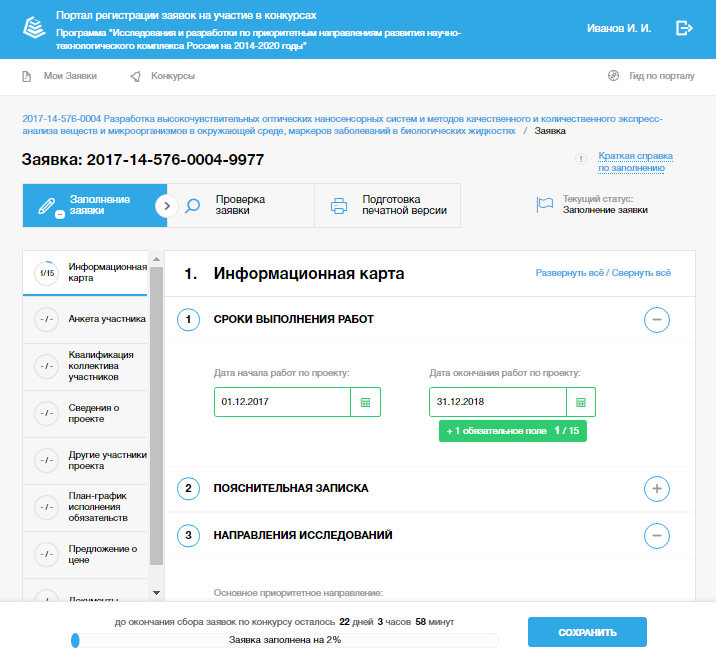 Портал регистрации заявок на участие в конкурсах
Программа "Исследования и разработки по приоритетным направлениям развития научно-
технологического комплекса России на 2014-2020 годы"
Иванов И. И.
Мои Заявки
Конкурсы
Гид по порталу
2017-14-576-0004 Разработка высокочувствительных оптических наносенсорных систем и методов качественного и количественного экспресс-
анализа веществ и микроорганизмов в окружающей среде, маркеров заболеваний в биологических жидкостях / Заявка
Заявка: 2017-14-576-0004-9977
Краткая справка
по заполнению
Заполнение
заявки
Проверка
заявки
Подготовка
печатной версии
Текущий статус:
Заполнение заявки
1/15
Информационная
карта
- / -
Анкета участника
- / -
Квалификация
коллектива
участников
- / -
Сведения о
проекте
- / -
Другие участники
проекта
- / -
План-график
исполнения
обязательств
- / -
Предложение о
цене
- / -
Документы
1. Информационная карта
Развернуть всё / Свернуть всё
1 СРОКИ ВЫПОЛНЕНИЯ РАБОТ
Дата начала работ по проекту:
01.12.2017
Дата окончания работ по проекту:
31.12.2018
+ 1 обязательное поле 1 / 15
2 ПОЯСНИТЕЛЬНАЯ ЗАПИСКА
3 НАПРАВЛЕНИЯ ИССЛЕДОВАНИЙ
Основное приоритетное направление:
до окончания сбора заявок по конкурсу осталось 22 дней 3 часов 58 минут
Заявка заполнена на 2%
СОХРАНИТЬ